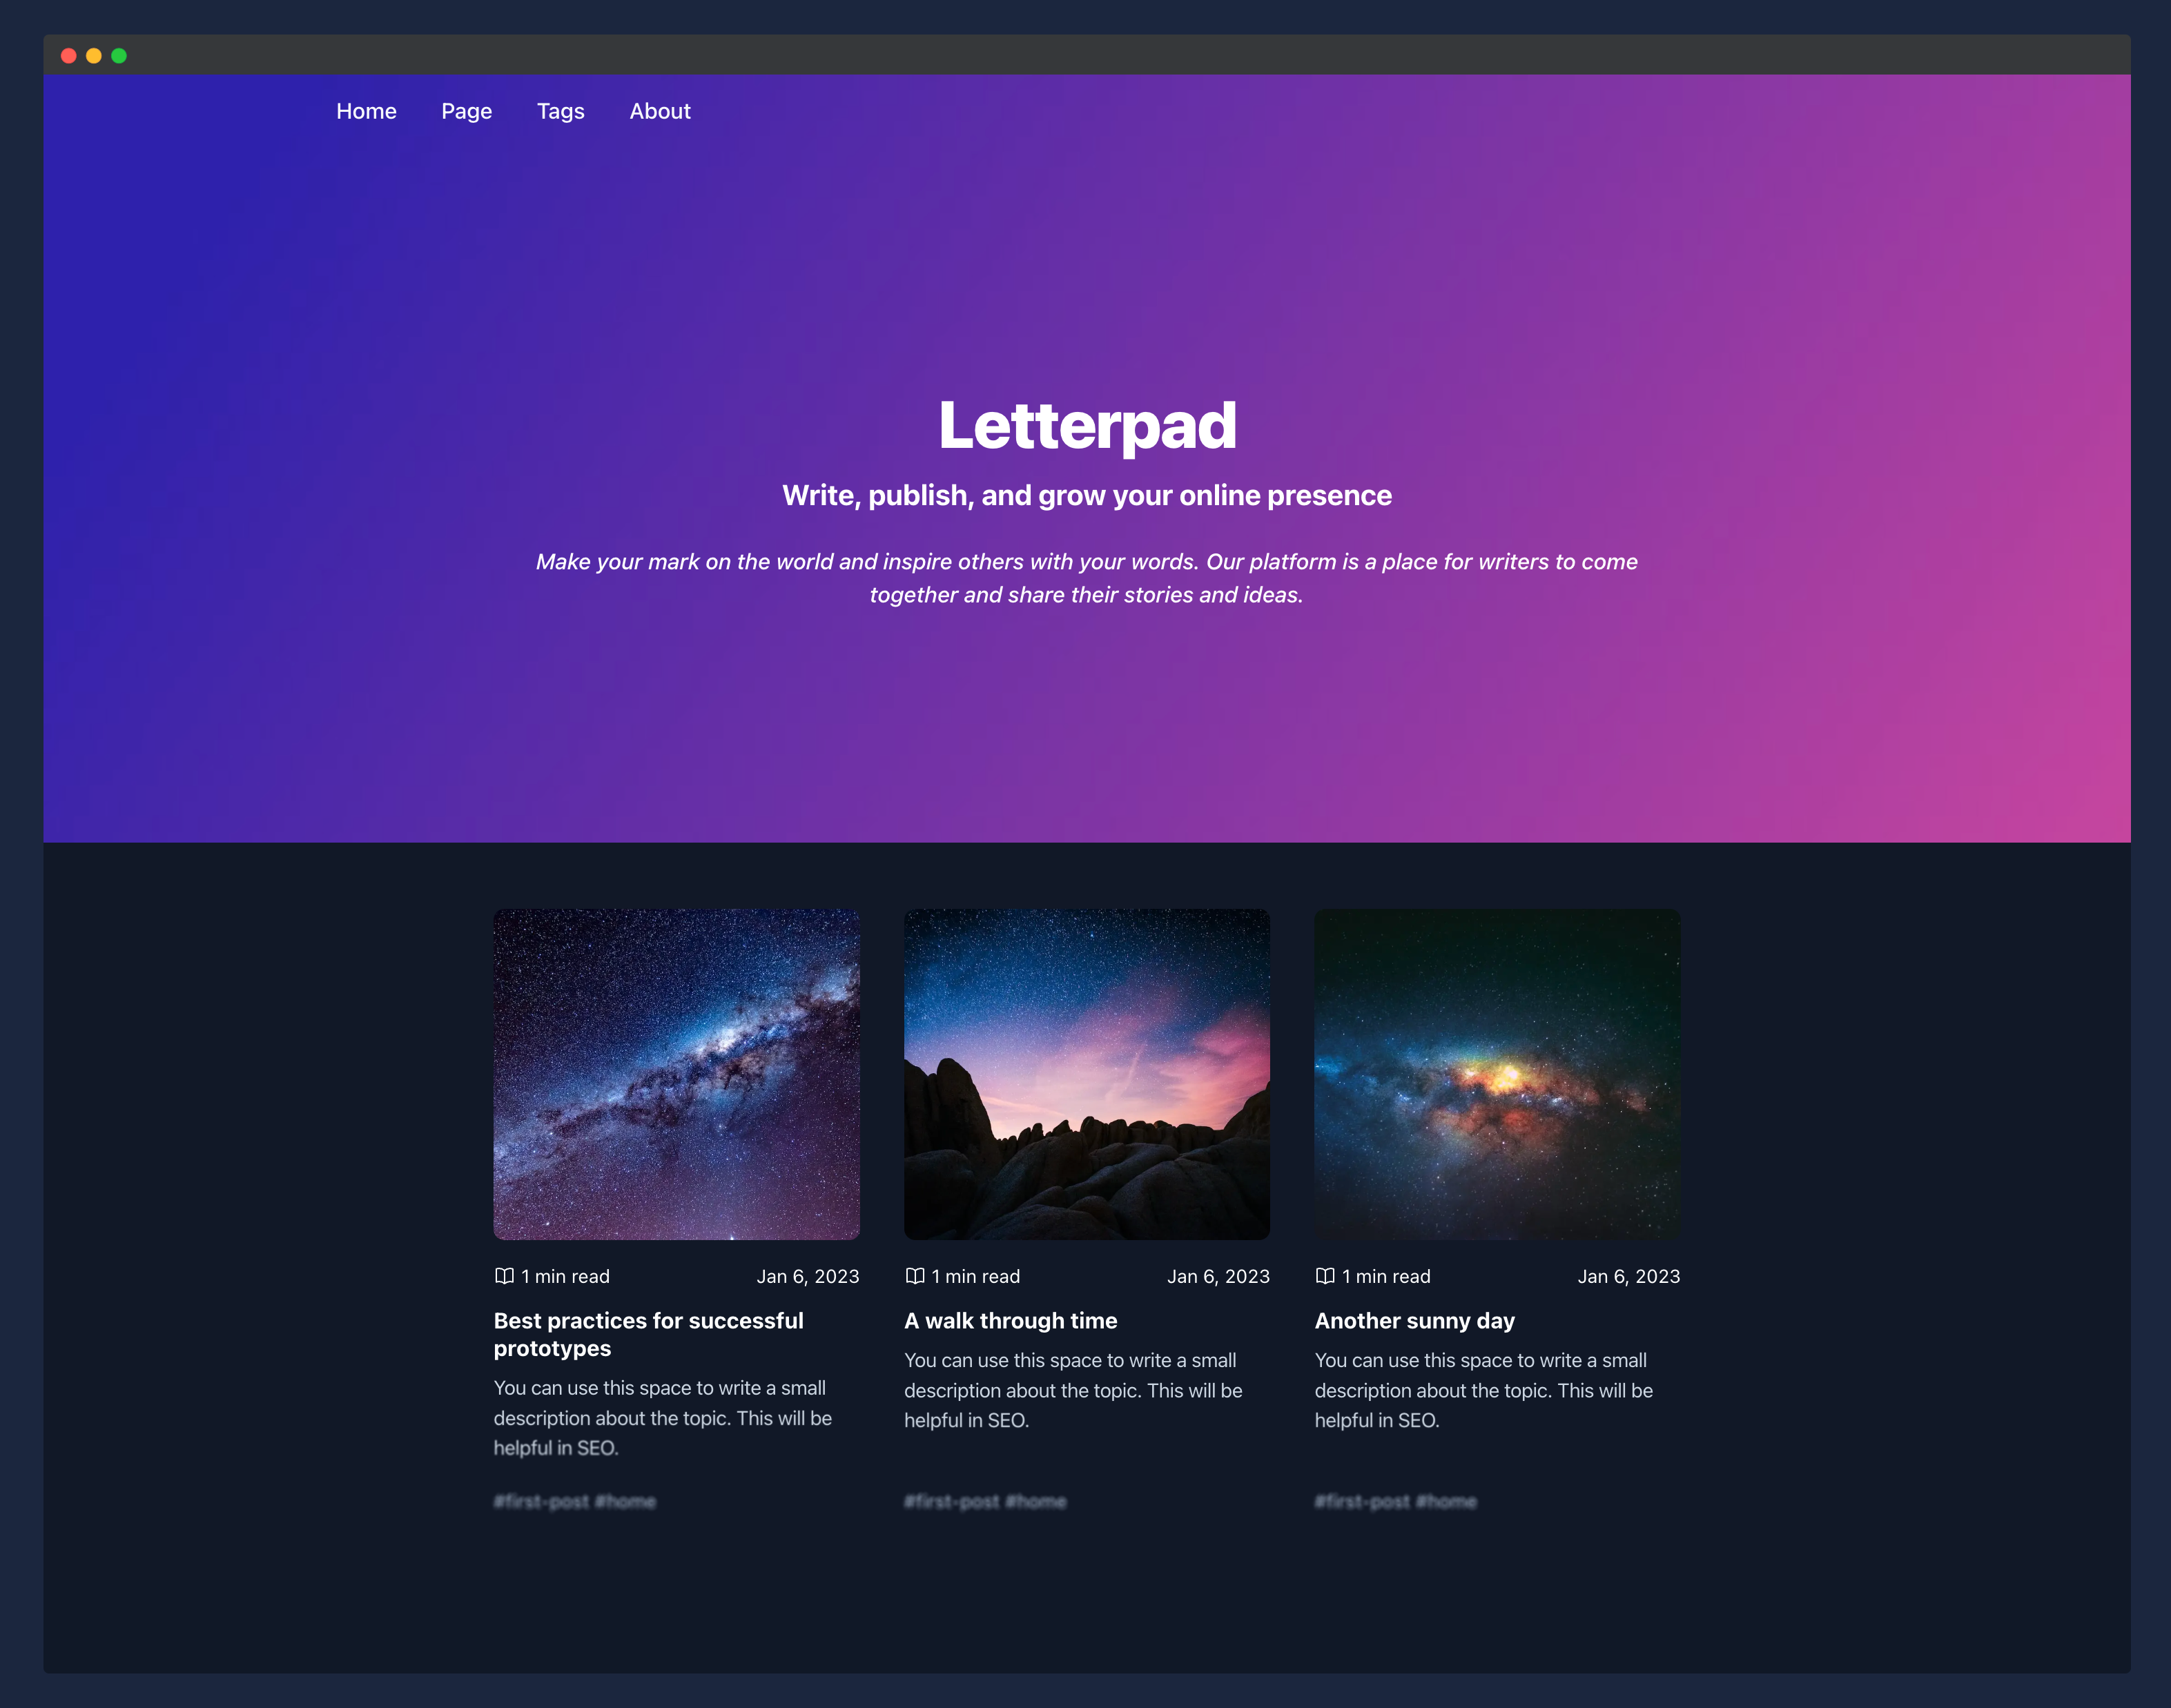 Home Page Tags About
Letterpad
Write, publish, and grow your online presence
Make your mark on the world and inspire others with your words. Our platform is a place for writers to come
together and share their stories and ideas.
1 min read Jan 6, 2023
Best practices for successful
prototypes
You can use this space to write a small
description about the topic. This will be
helpful in SEO.
#first-post #home
1 min read Jan 6, 2023
A walk through time
You can use this space to write a small
description about the topic. This will be
helpful in SEO.
#first-post #home
1 min read Jan 6, 2023
Another sunny day
You can use this space to write a small
description about the topic. This will be
helpful in SEO.
#first-post #home